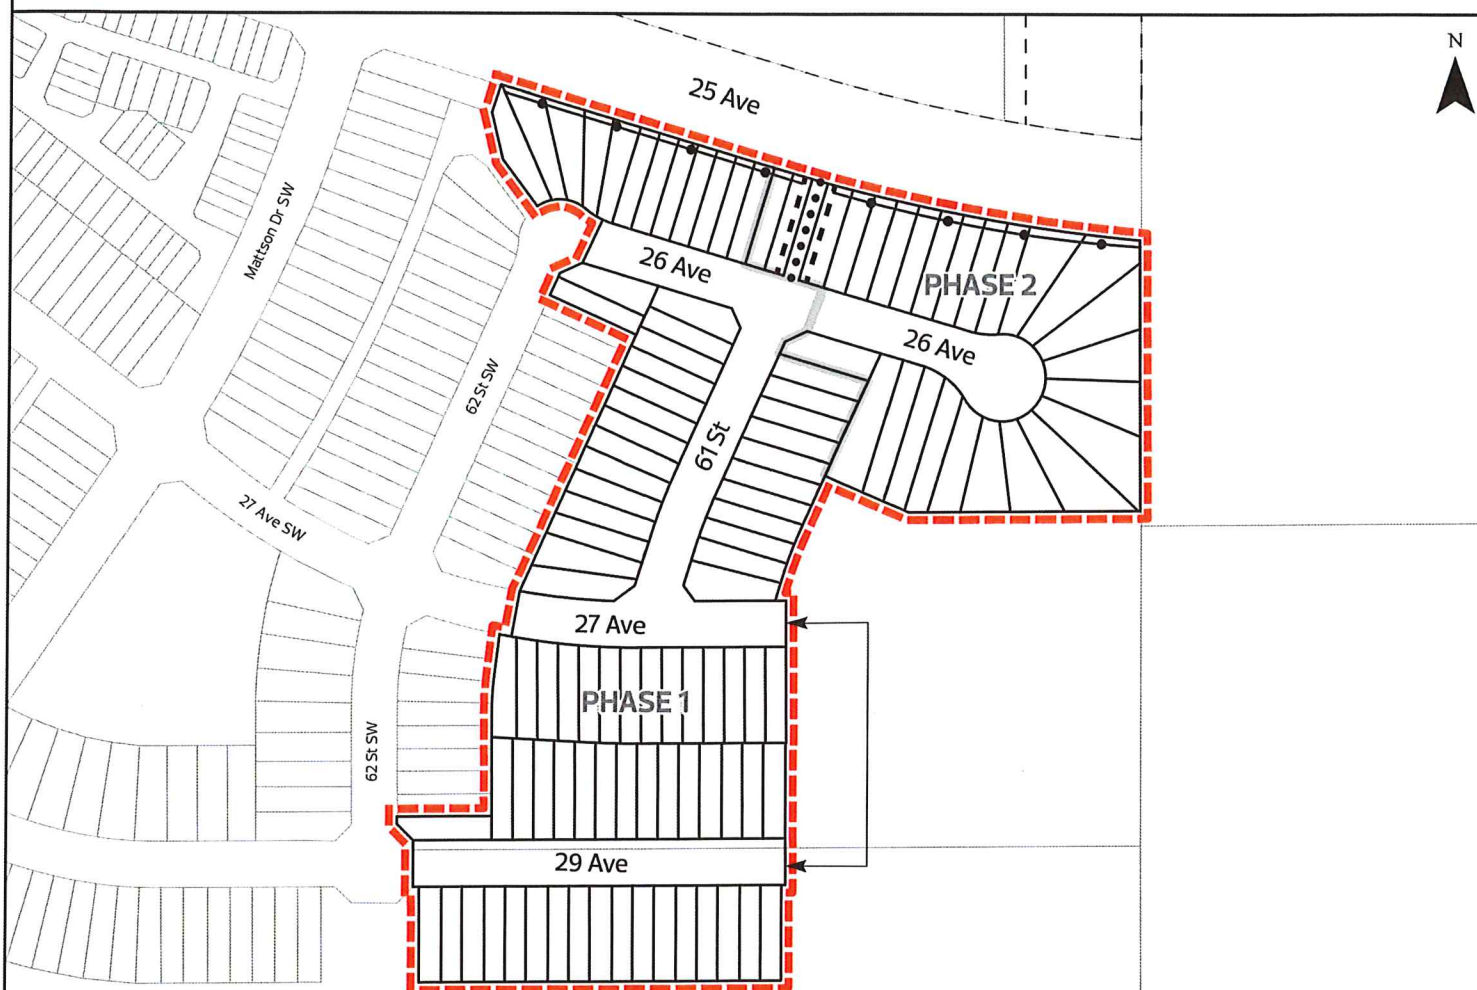 N
25 Ave
Mattson Dr SW
26 Ave
PHASE 2
26 Ave
62 St SW
61 St
27 Ave SW
27 Ave
PHASE 1
62 St SW
29 Ave